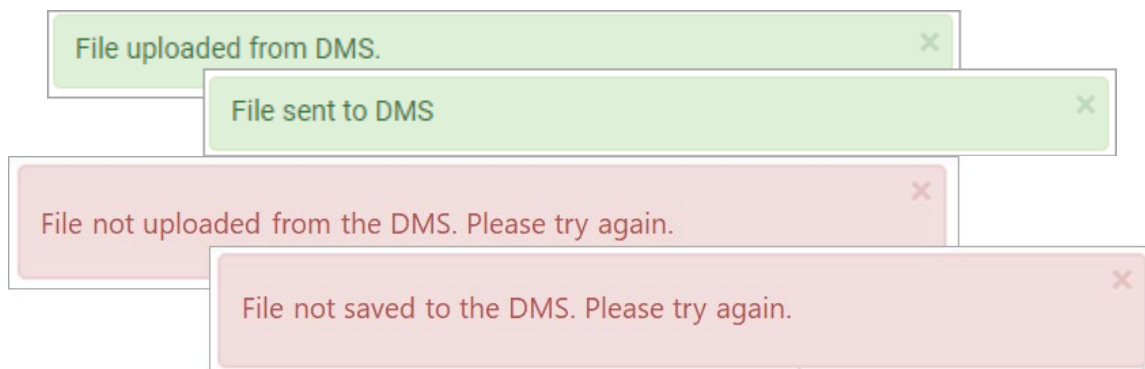 File uploaded from DMS.
File sent to DMS
File not uploaded from the DMS. Please try again.
File not saved to the DMS. Please try again.